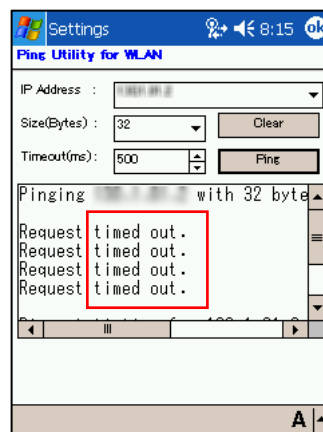 Settings 8:15 ok
Ping Utility for WLAN
IP Address :
Size(Bytes) : 32 Clear
Timeout(ms): 500 Ping
Pinging with 32 byte
Request timed out.
Request timed out.
Request timed out.
Request timed out.
A